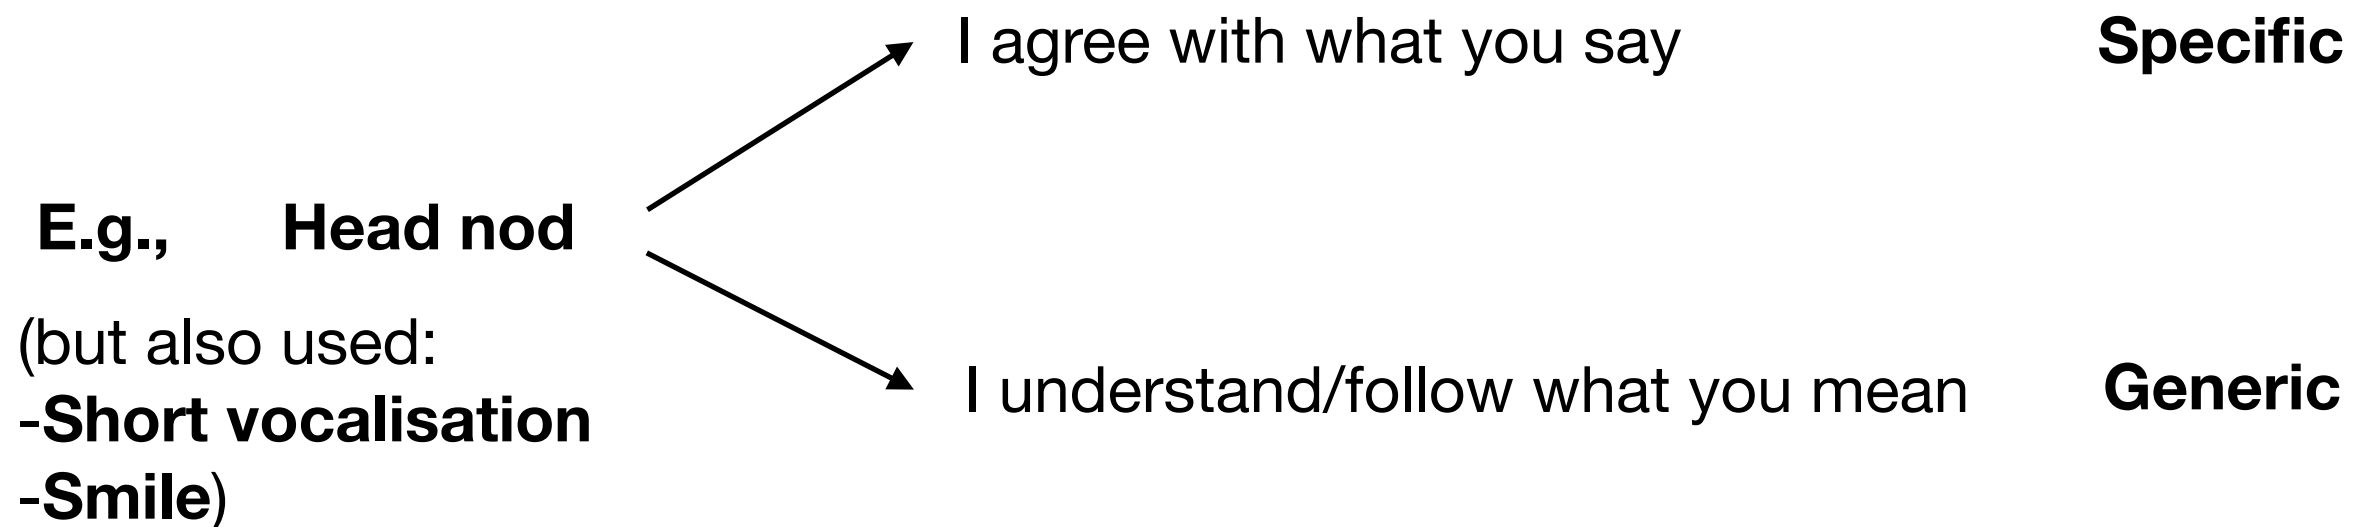 I agree with what you say Specific
E.g., Head nod
(but also used:
-Short vocalisation
-Smile)
I understand/follow what you mean Generic